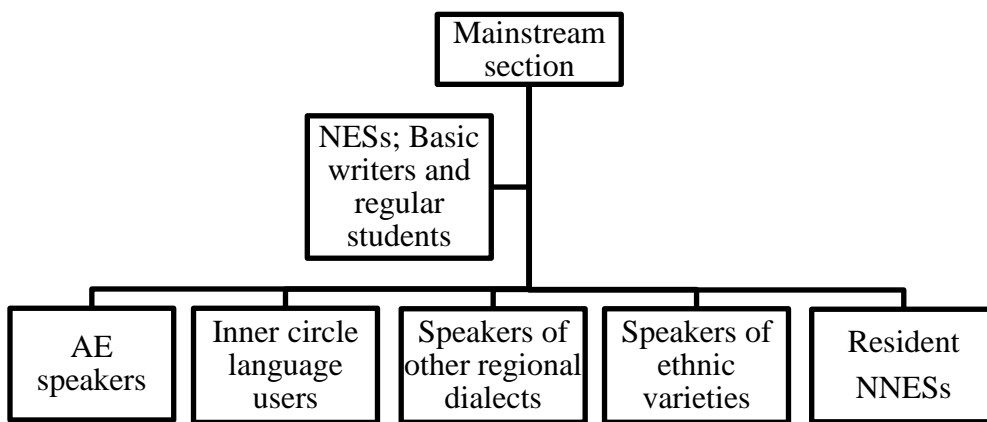 Mainstream
section
NESs; Basic
writers and
regular
students
AE
speakers
Inner circle
language
users
Speakers of
other regional
dialects
Speakers of
ethnic
varieties
Resident
NNESs